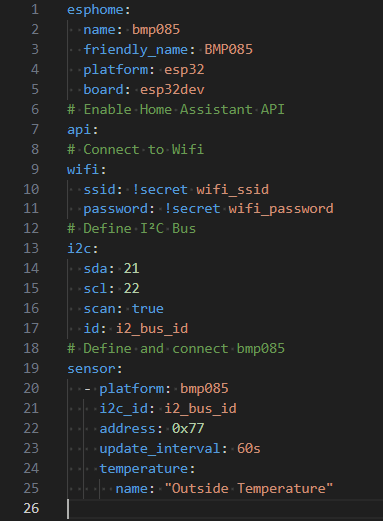 1 esphome:
2   name: bmp085
3   friendly_name: BMP085
4   platform: esp32
5   board: esp32dev
6 # Enable Home Assistant API
7 api:
8 # Connect to Wifi
9 wifi:
10   ssid: !secret wifi_ssid
11   password: !secret wifi_password
12 # Define I²C Bus
13 i2c:
14   sda: 21
15   scl: 22
16   scan: true
17   id: i2_bus_id
18 # Define and connect bmp085
19 sensor:
20   - platform: bmp085
21     i2c_id: i2_bus_id
22     address: 0x77
23     update_interval: 60s
24     temperature:
25       name: "Outside Temperature"
26